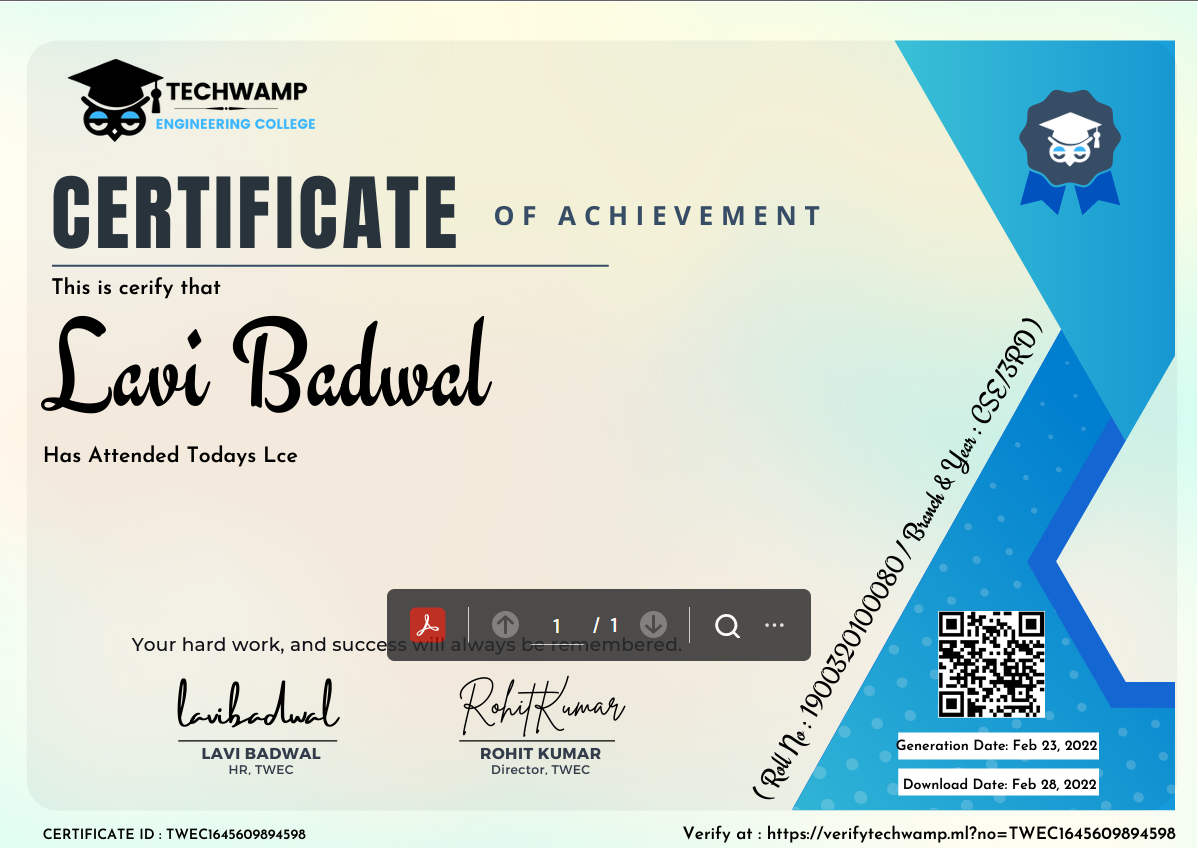 TECHWAMP
ENGINEERING COLLEGE
CERTIFICATE OF ACHIEVEMENT
This is cerify that
Lavi Badwal
Has Attended Todays Lce
( Roll No : 1900320100080 / Branch & Year : CSE/3RD )
1 / 1
Your hard work, and success will always be remembered.
lavibadwal RohitKumar
LAVI BADWAL ROHIT KUMAR
HR, TWEC Director, TWEC
Generation Date: Feb 23, 2022
Download Date: Feb 28, 2022
CERTIFICATE ID : TWEC1645609894598 Verify at : https://verifytechwamp.ml?no=TWEC1645609894598